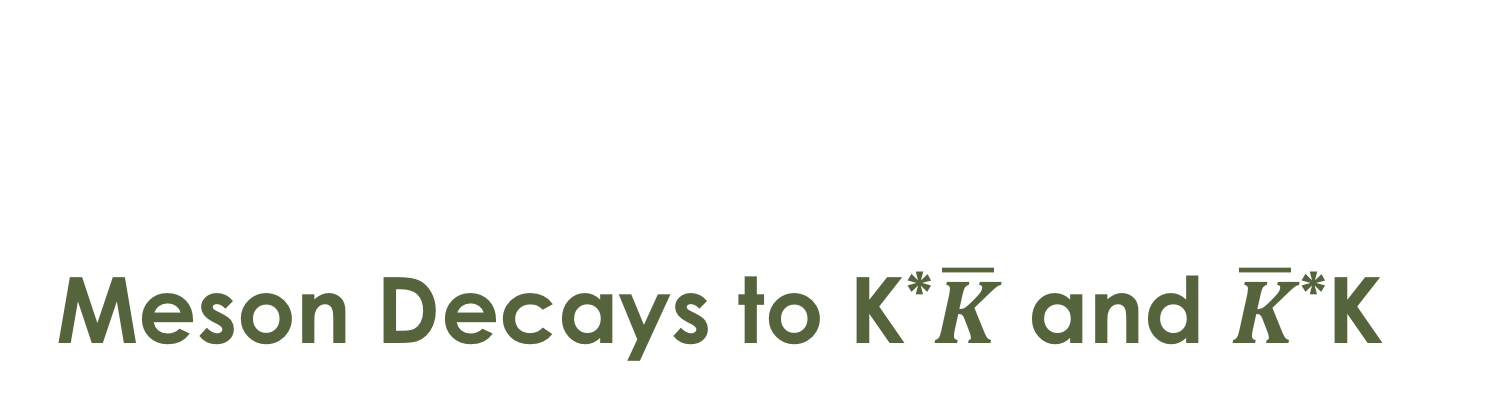 Meson Decays to K*K̅ and K̅*K